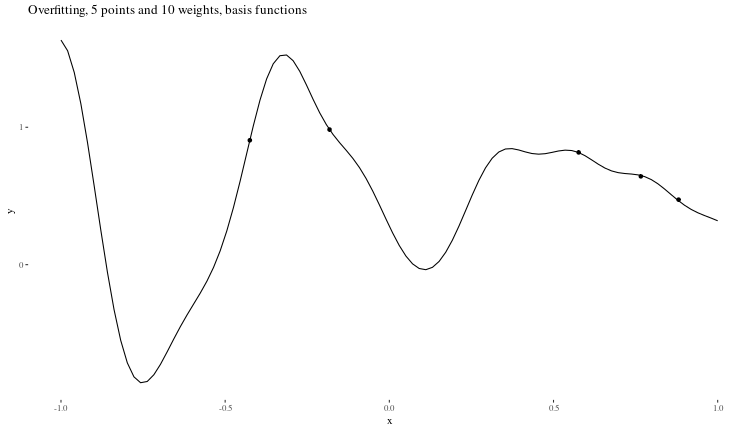 Overfitting, 5 points and 10 weights, basis functions
1
y
0
-1.0 -0.5 0.0 0.5 1.0
x